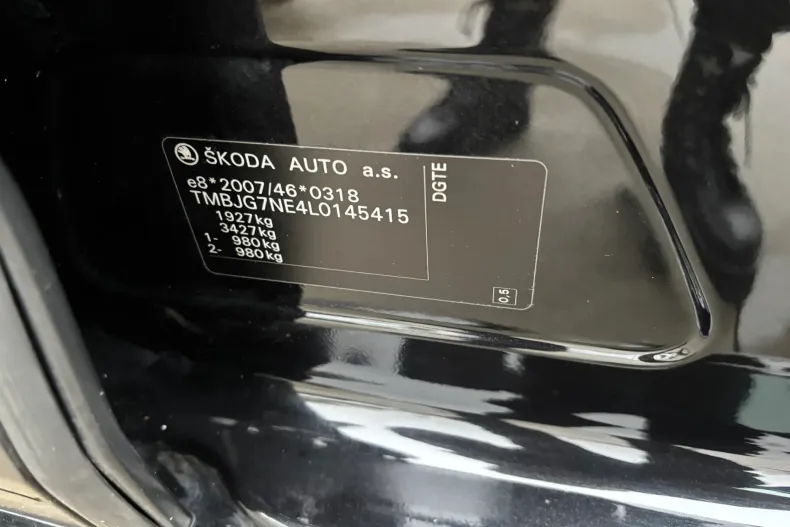 ŠKODA AUTO a.s.
e8*2007/46*0318
TMBJG7NE4L0145415
1927kg
3427kg
1- 980kg
2- 980kg
DGTE
0,5